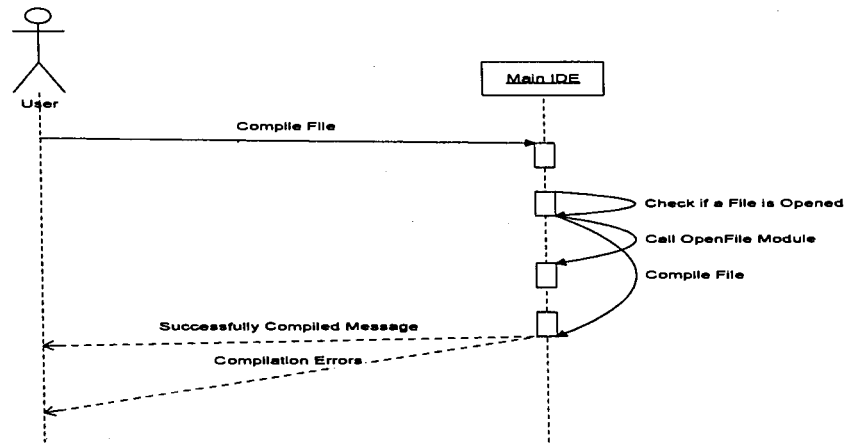 User
Main IDE
Compile File
Check if a File is Opened
Call OpenFile Module
Compile File
Successfully Compiled Message
Compilation Errors